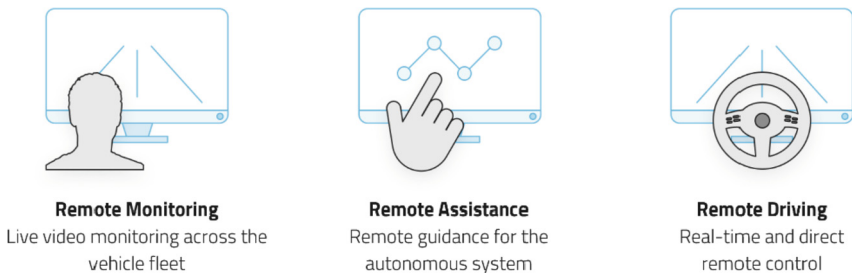 Remote Monitoring
Live video monitoring across the
vehicle fleet
Remote Assistance
Remote guidance for the
autonomous system
Remote Driving
Real-time and direct
remote control